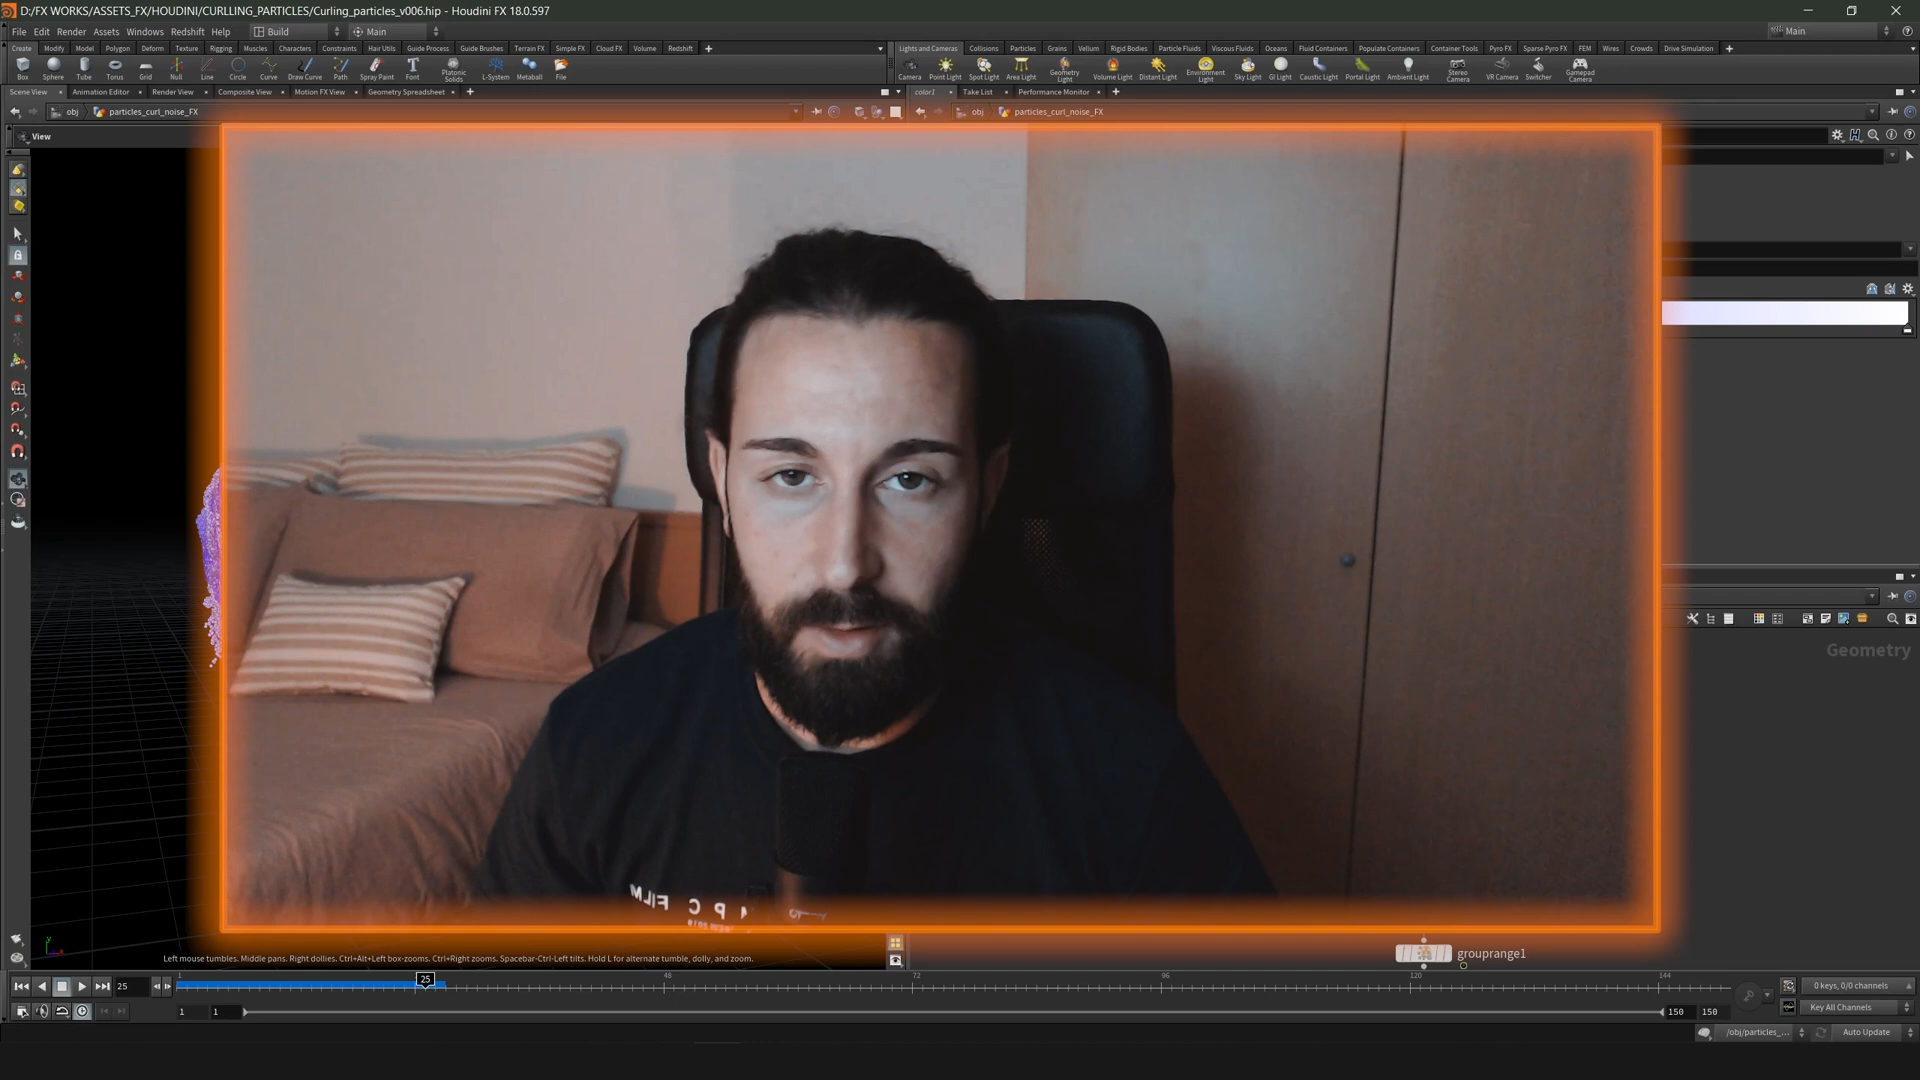 D:/FX WORKS/ASSETS_FX/HOUDINI/CURLLING_PARTICLES/Curling_particles_v006.hip - Houdini FX 18.0.597
File Edit Render Assets Windows Redshift Help Build Main Main
Create Modify Model Polygon Deform Texture Rigging Muscles Characters Constraints Hair Utils Guide Process Guide Brushes Terrain FX Simple FX Cloud FX Volume Redshift
Lights and Cameras Collisions Particles Grains Vellum Rigid Bodies Particle Fluids Viscous Fluids Oceans Fluid Containers Populate Containers Container Tools Pyro FX Sparse Pyro FX FEM Wires Crowds Drive Simulation
Box Sphere Tube Torus Grid Null Line Circle Curve Draw Curve Path Spray Paint Font Platonic Solids L-System Metaball File
Camera Point Light Spot Light Area Light Geometry Light Volume Light Distant Light Environment Light Sky Light GI Light Caustic Light Portal Light Ambient Light Stereo Camera VR Camera Switcher Gamepad Camera
Scene View Animation Editor Render View Composite View Motion FX View Geometry Spreadsheet
color1 Take List Performance Monitor
obj particles_curl_noise_FX
obj particles_curl_noise_FX
View
Geometry
grouprange1
Left mouse tumbles. Middle pans. Right dollies. Ctrl+Alt+Left box-zooms. Ctrl+Right zooms. Spacebar-Ctrl-Left tilts. Hold L for alternate tumble, dolly, and zoom.
25
1 25 48 72 96 120 144
0 keys, 0/0 channels
1 1 150 150
Key All Channels
/obj/particles_...
Auto Update